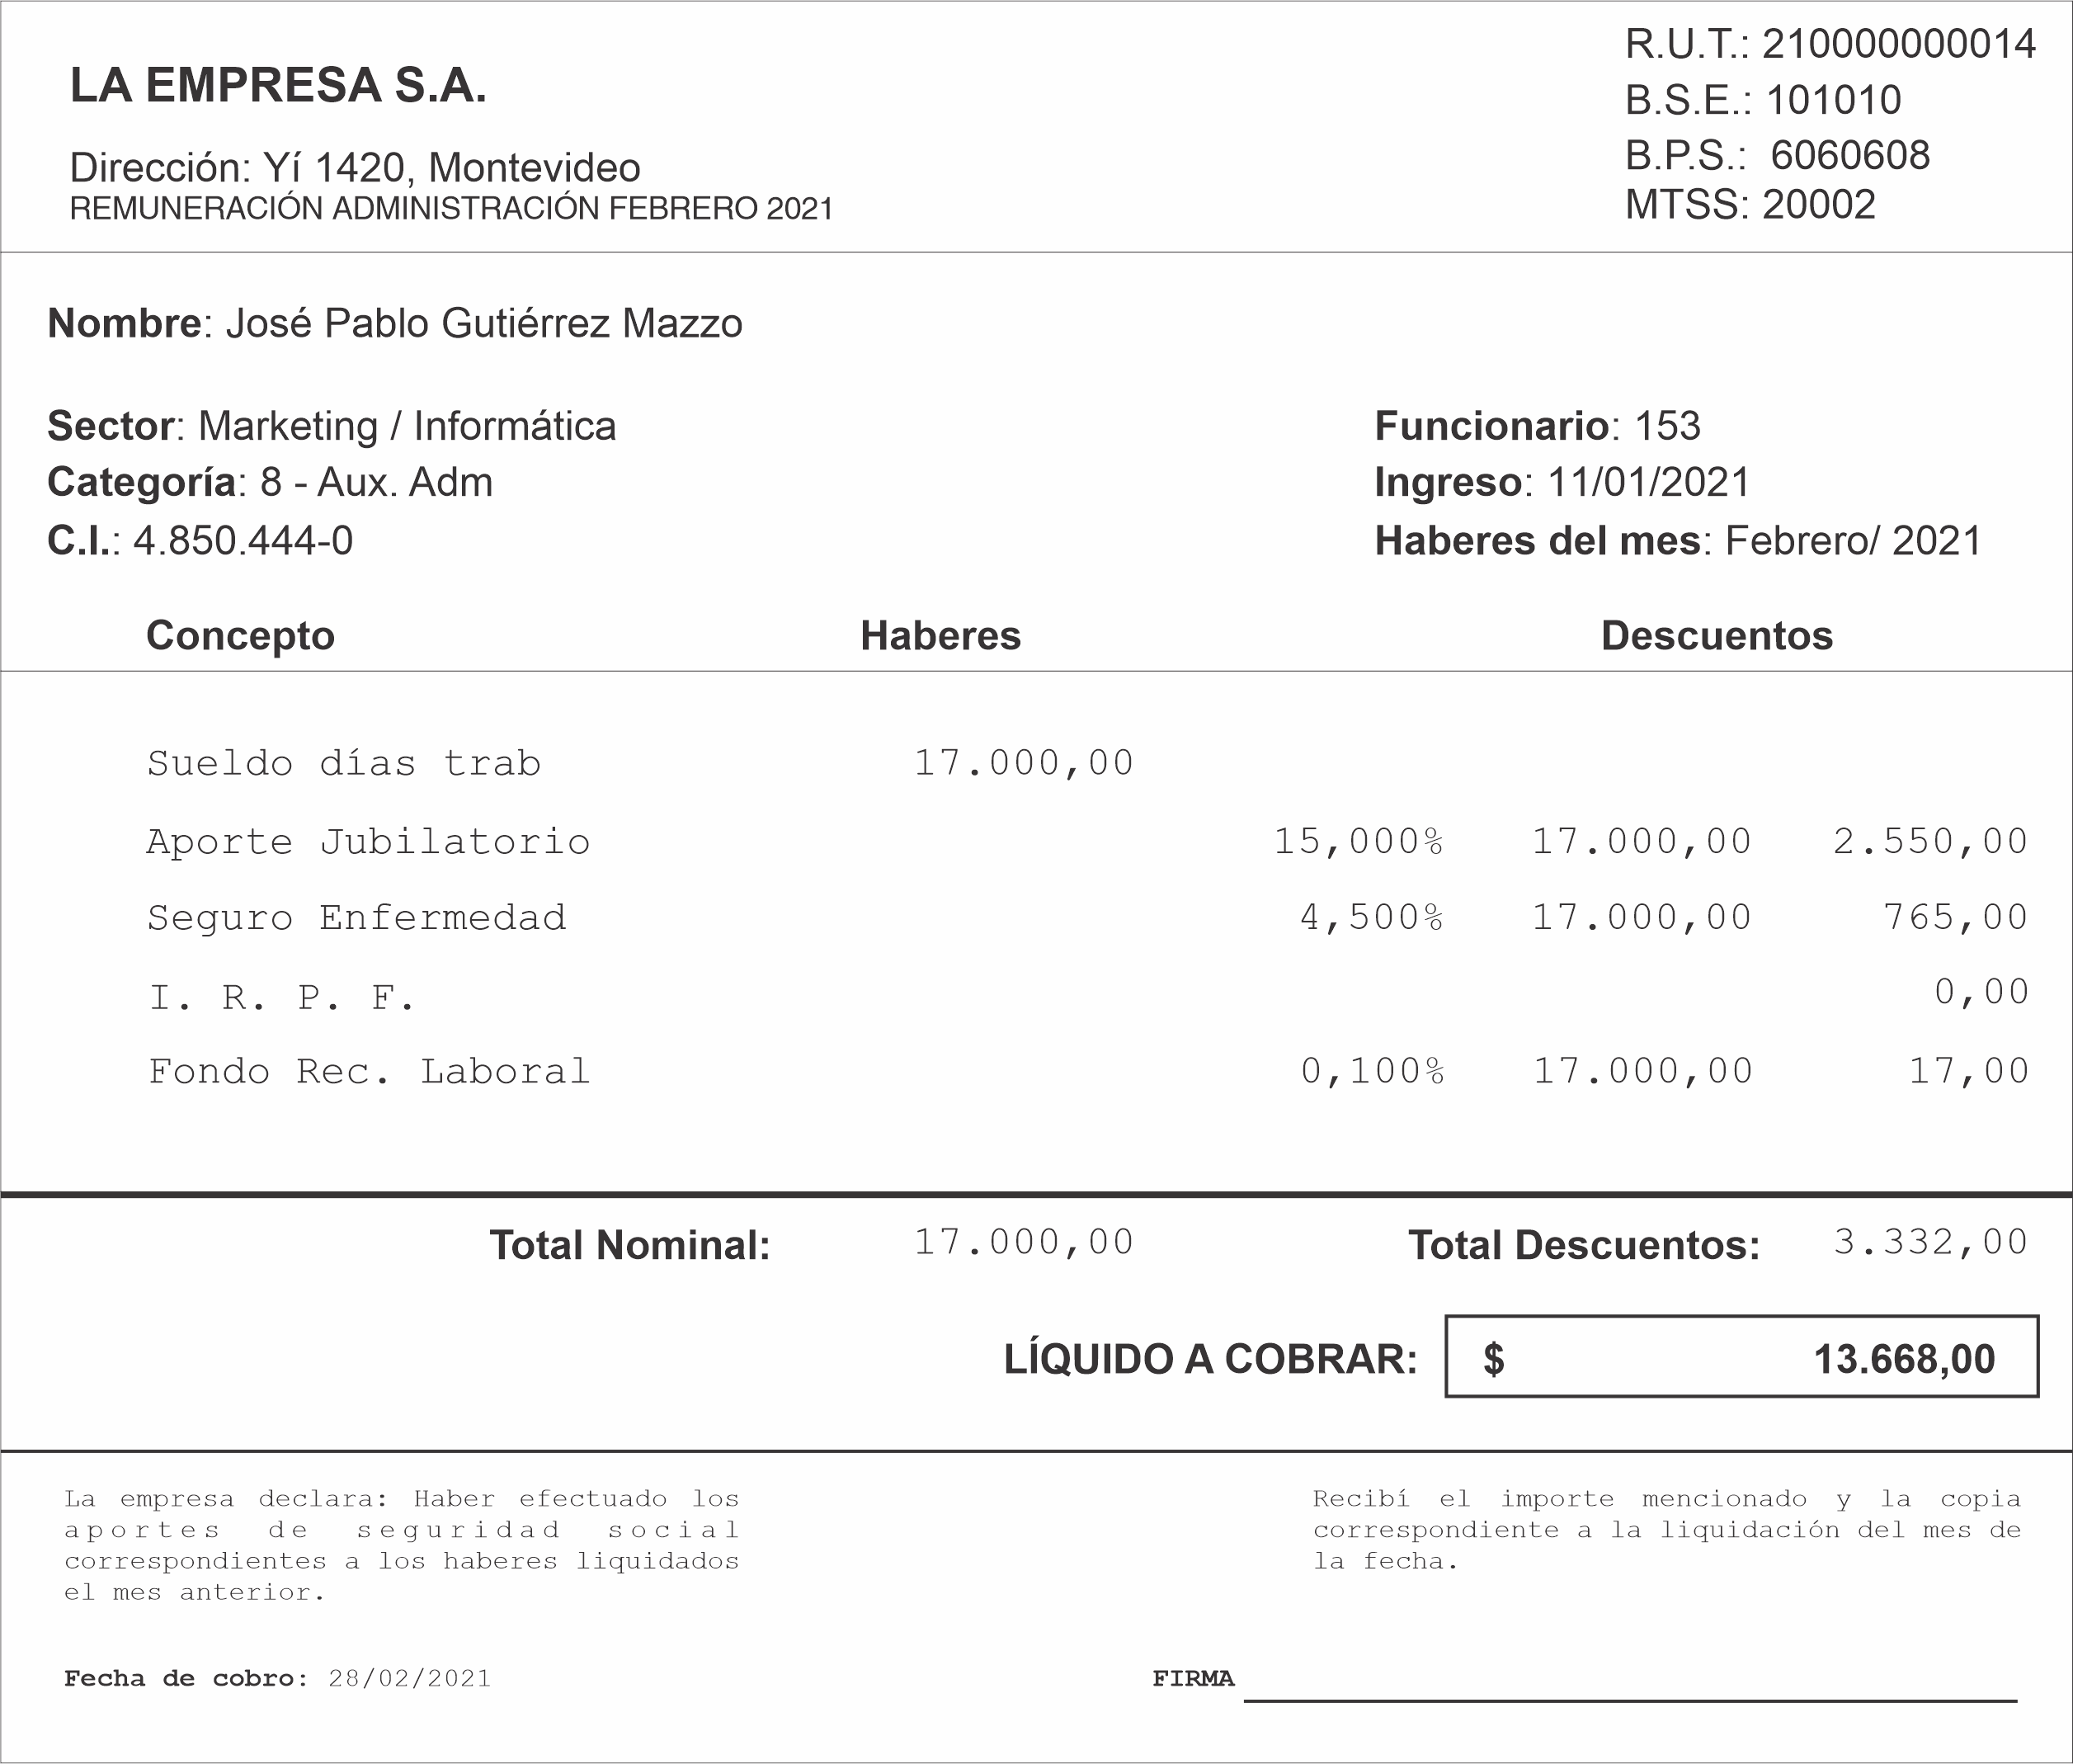 LA EMPRESA S.A.
Dirección: Yí 1420, Montevideo
REMUNERACIÓN ADMINISTRACIÓN FEBRERO 2021
R.U.T.: 210000000014
B.S.E.: 101010
B.P.S.: 6060608
MTSS: 20002
Nombre: José Pablo Gutiérrez Mazzo
Sector: Marketing / Informática
Categoría: 8 - Aux. Adm
C.I.: 4.850.444-0
Funcionario: 153
Ingreso: 11/01/2021
Haberes del mes: Febrero/ 2021
Concepto Haberes Descuentos
Sueldo días trab 17.000,00
Aporte Jubilatorio 15,000% 17.000,00 2.550,00
Seguro Enfermedad 4,500% 17.000,00 765,00
I. R. P. F. 0,00
Fondo Rec. Laboral 0,100% 17.000,00 17,00
Total Nominal: 17.000,00 Total Descuentos: 3.332,00
LÍQUIDO A COBRAR: $ 13.668,00
La empresa declara: Haber efectuado los
aportes de seguridad social
correspondientes a los haberes liquidados
el mes anterior.
Recibí el importe mencionado y la copia
correspondiente a la liquidación del mes de
la fecha.
Fecha de cobro: 28/02/2021
FIRMA